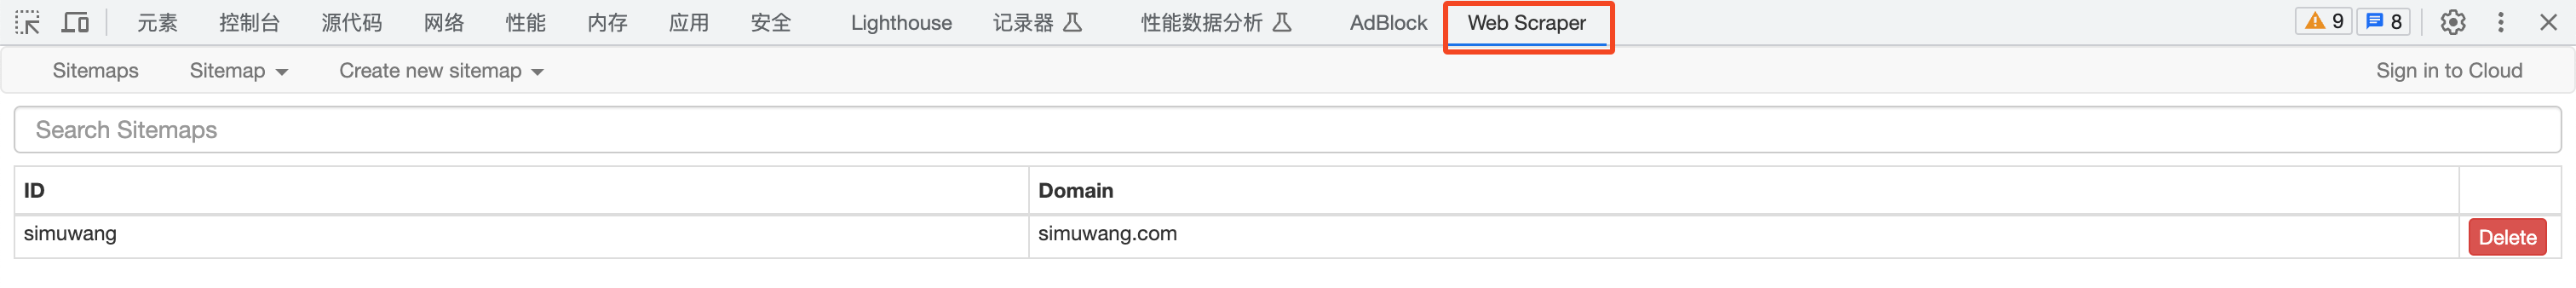 元素 控制台 源代码 网络 性能 内存 应用 安全 Lighthouse 记录器 性能数据分析 AdBlock Web Scraper 9 8
Sitemaps Sitemap Create new sitemap Sign in to Cloud
Search Sitemaps
ID Domain
simuwang simuwang.com Delete